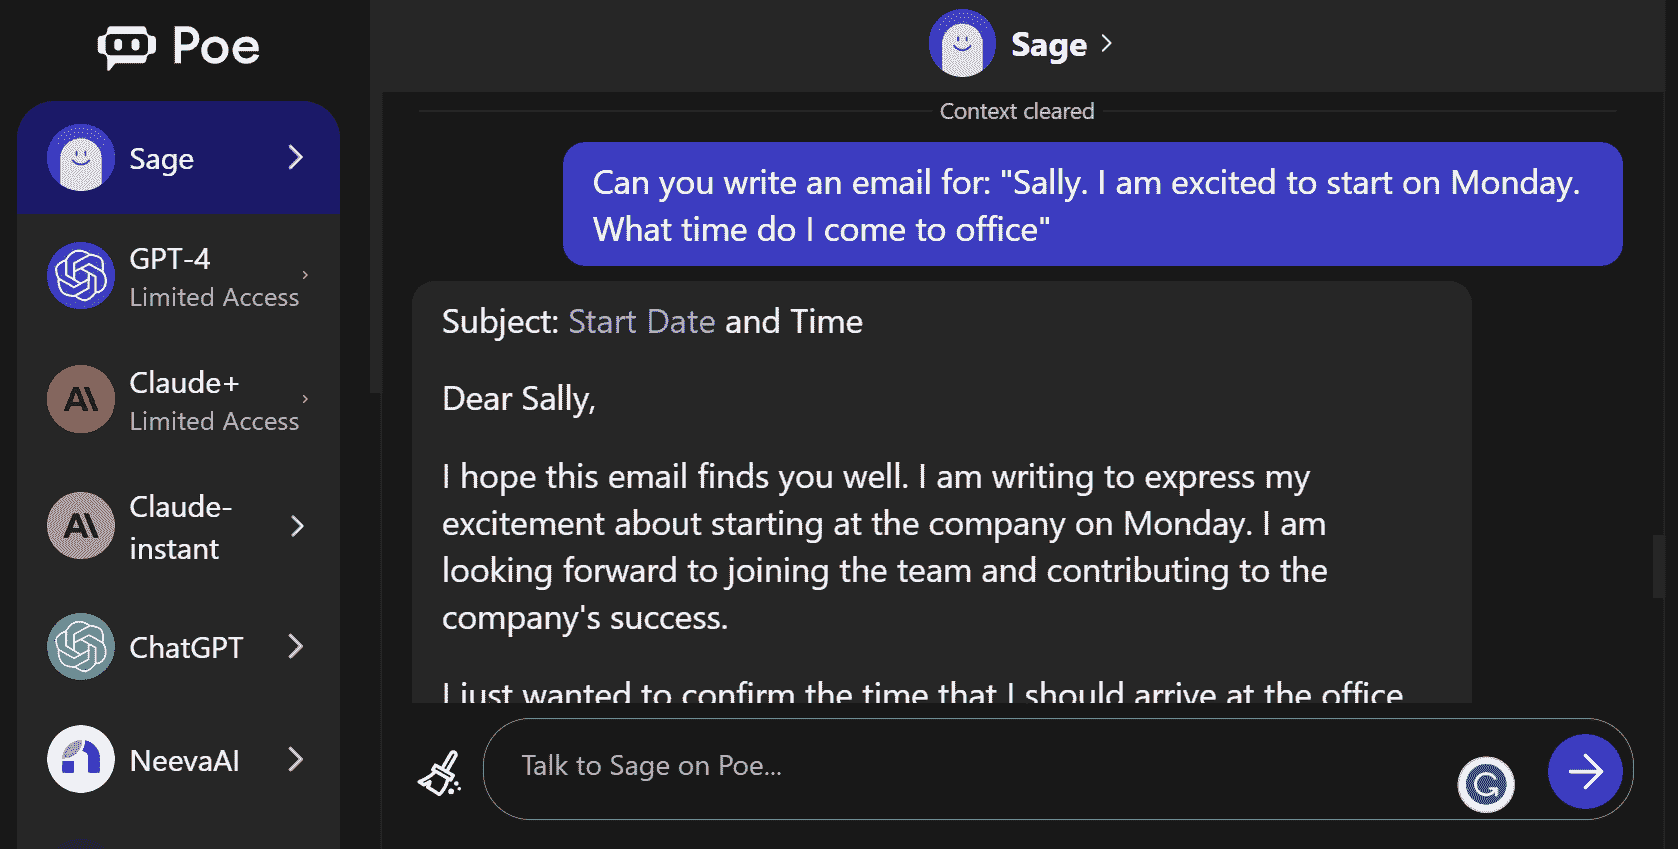 Poe
Sage
GPT-4
Limited Access
Claude+
Limited Access
Claude-
instant
ChatGPT
NeevaAI
Sage
Context cleared
Can you write an email for: "Sally. I am excited to start on Monday.
What time do I come to office"
Subject: Start Date and Time
Dear Sally,
I hope this email finds you well. I am writing to express my
excitement about starting at the company on Monday. I am
looking forward to joining the team and contributing to the
company's success.
I just wanted to confirm the time that I should arrive at the office
Talk to Sage on Poe...